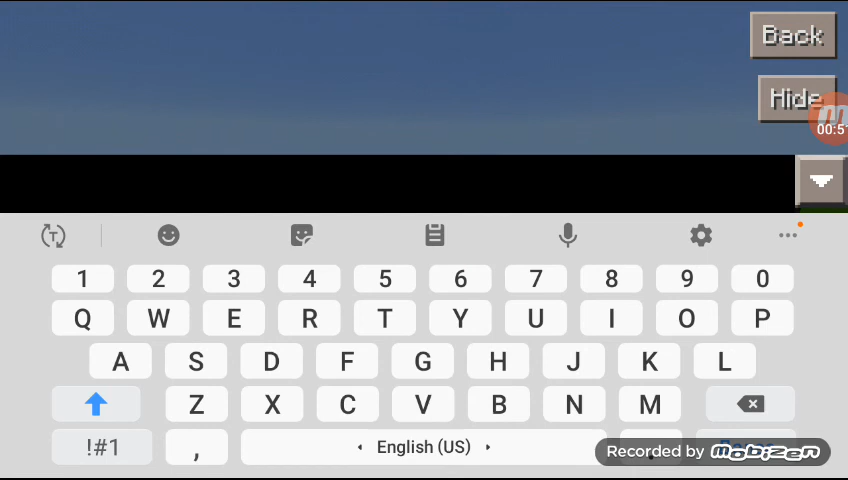 Back
Hide
00:51
1 2 3 4 5 6 7 8 9 0
Q W E R T Y U I O P
A S D F G H J K L
Z X C V B N M
!#1 , English (US) .
Recorded by mobizen